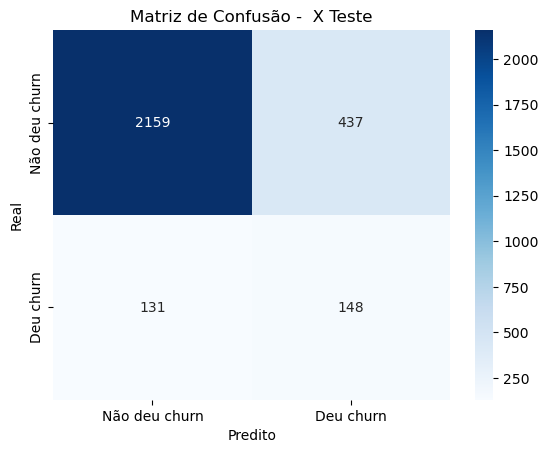 Matriz de Confusão -  X Teste
Real
Não deu churn
Deu churn
2159
437
131
148
Não deu churn
Deu churn
Predito
2000
1750
1500
1250
1000
750
500
250